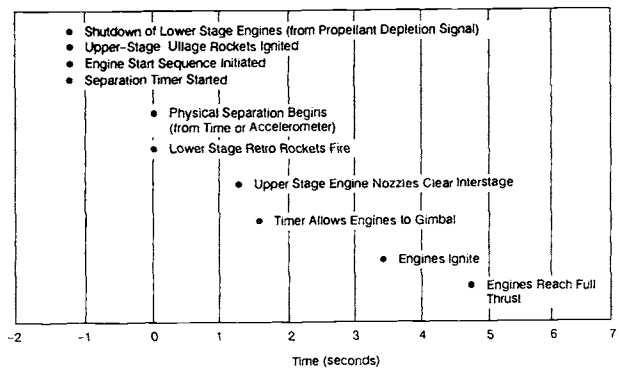 Shutdown of Lower Stage Engines (from Propellant Depletion Signal)
Upper-Stage Ullage Rockets Ignited
Engine Start Sequence Initiated
Separation Timer Started
Physical Separation Begins
(from Time or Accelerometer)
Lower Stage Retro Rockets Fire
Upper Stage Engine Nozzles Clear Interstage
Timer Allows Engines to Gimbal
Engines Ignite
Engines Reach Full
Thrust
-2 -1 0 1 2 3 4 5 6 7
Time (seconds)